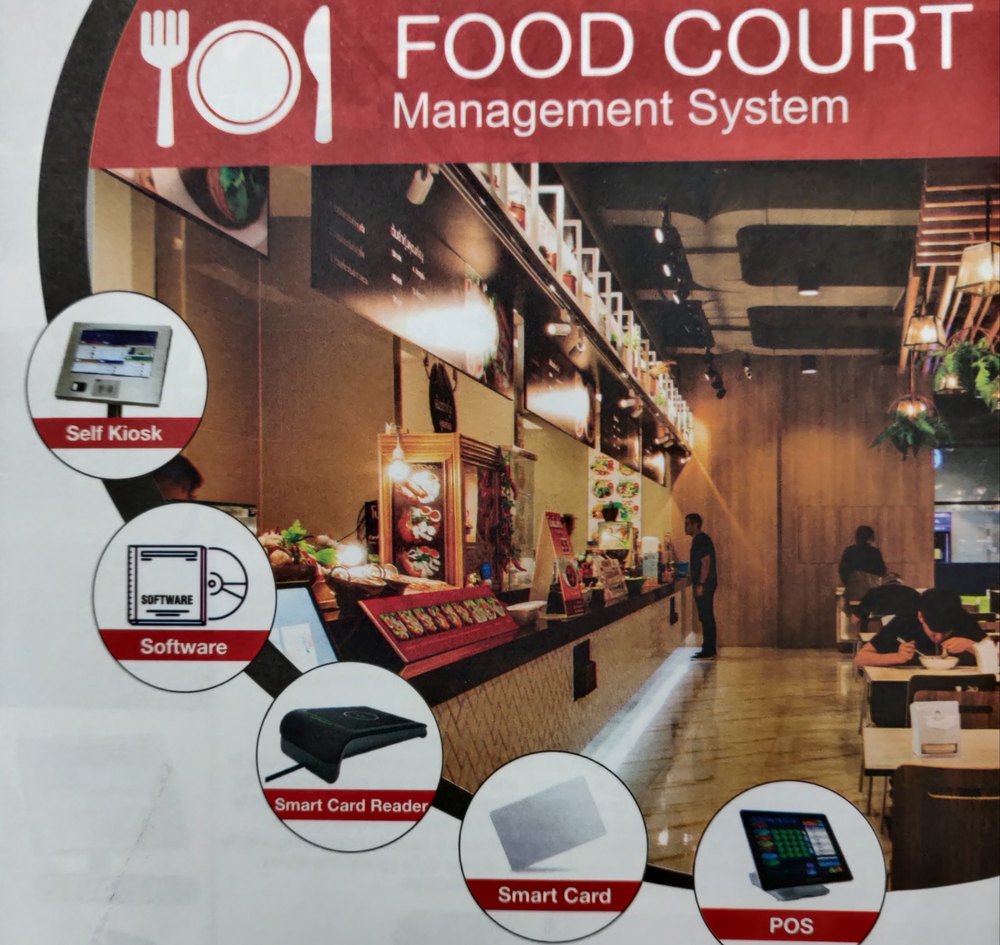 FOOD COURT
Management System
Self Kiosk
SOFTWARE
Software
Smart Card Reader
Smart Card
POS